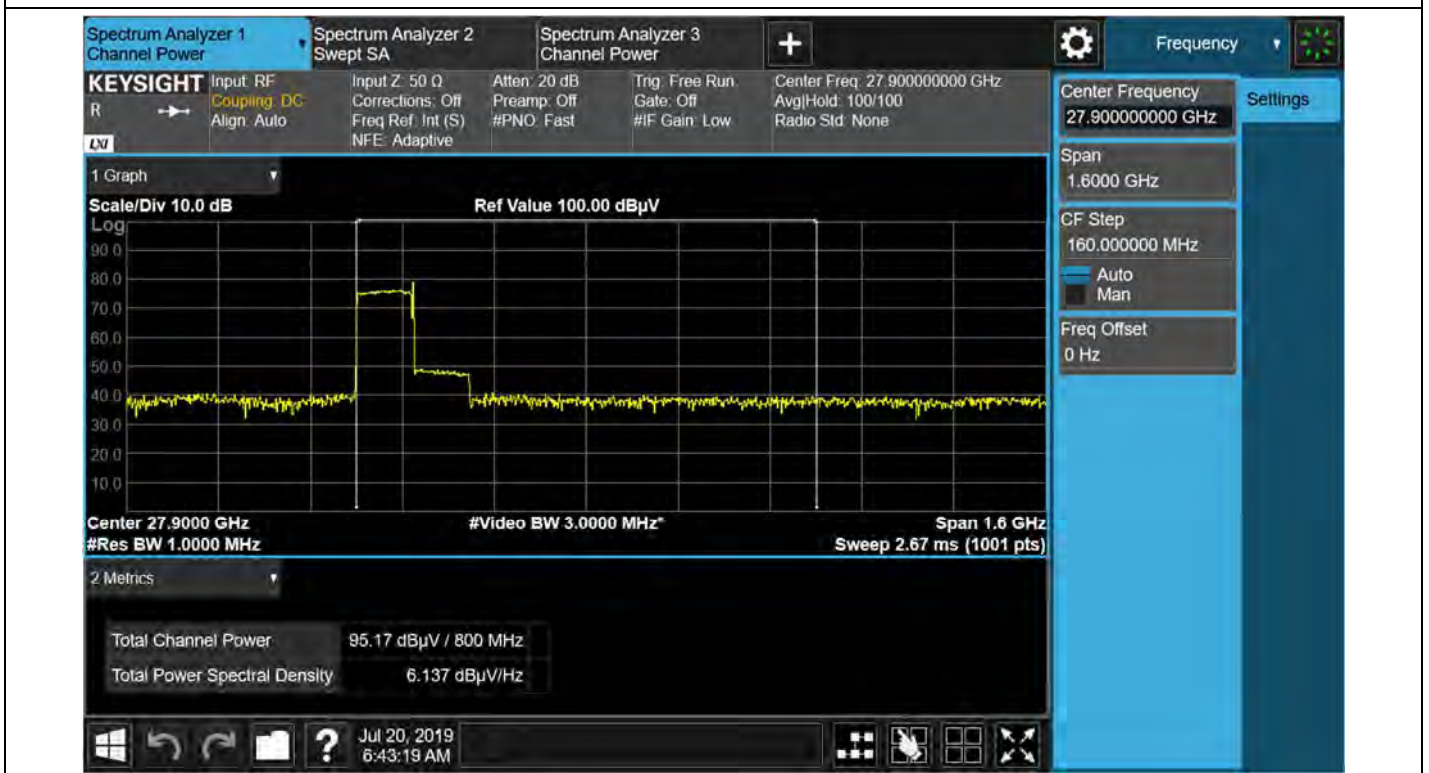 Spectrum Analyzer 1
Channel Power
Spectrum Analyzer 2
Swept SA
Spectrum Analyzer 3
Channel Power
Frequency
KEYSIGHT
R
LXI
Input: RF
Coupling: DC
Align: Auto
Input Z: 50 Ω
Corrections: Off
Freq Ref: Int (S)
NFE: Adaptive
Atten: 20 dB
Preamp: Off
#PNO: Fast
Trig: Free Run
Gate: Off
#IF Gain: Low
Center Freq: 27.900000000 GHz
Avg|Hold: 100/100
Radio Std: None
Center Frequency
27.900000000 GHz
Settings
Span
1.6000 GHz
CF Step
160.000000 MHz
Auto
Man
Freq Offset
0 Hz
1 Graph
Scale/Div 10.0 dB
Ref Value 100.00 dBµV
Log
90.0
80.0
70.0
60.0
50.0
40.0
30.0
20.0
10.0
Center 27.9000 GHz
#Video BW 3.0000 MHz*
Span 1.6 GHz
#Res BW 1.0000 MHz
Sweep 2.67 ms (1001 pts)
2 Metrics
Total Channel Power 95.17 dBµV / 800 MHz
Total Power Spectral Density 6.137 dBµV/Hz
?
Jul 20, 2019
6:43:19 AM